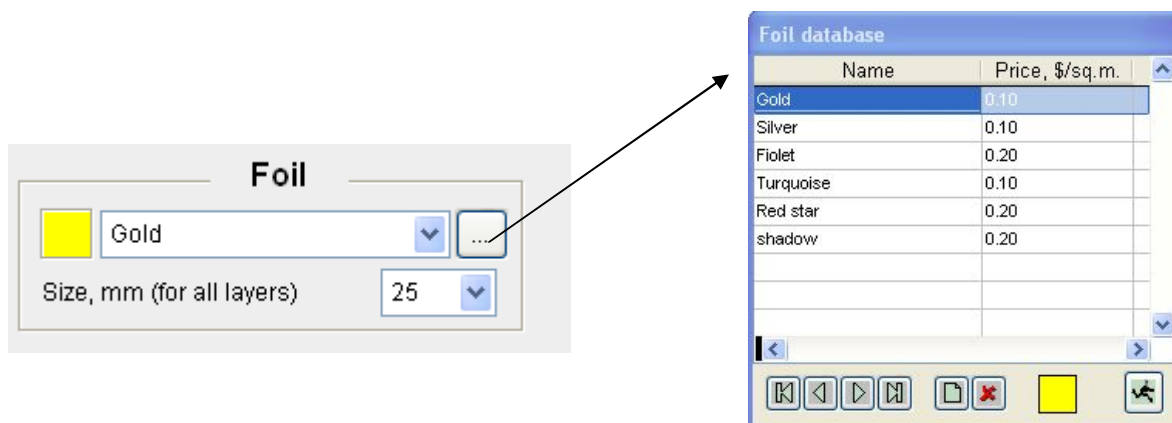 Foil
Gold
...
Size, mm (for all layers)
25
Foil database
Name Price, $/sq.m.
Gold 0.10
Silver 0.10
Fiolet 0.20
Turquoise 0.10
Red star 0.20
shadow 0.20